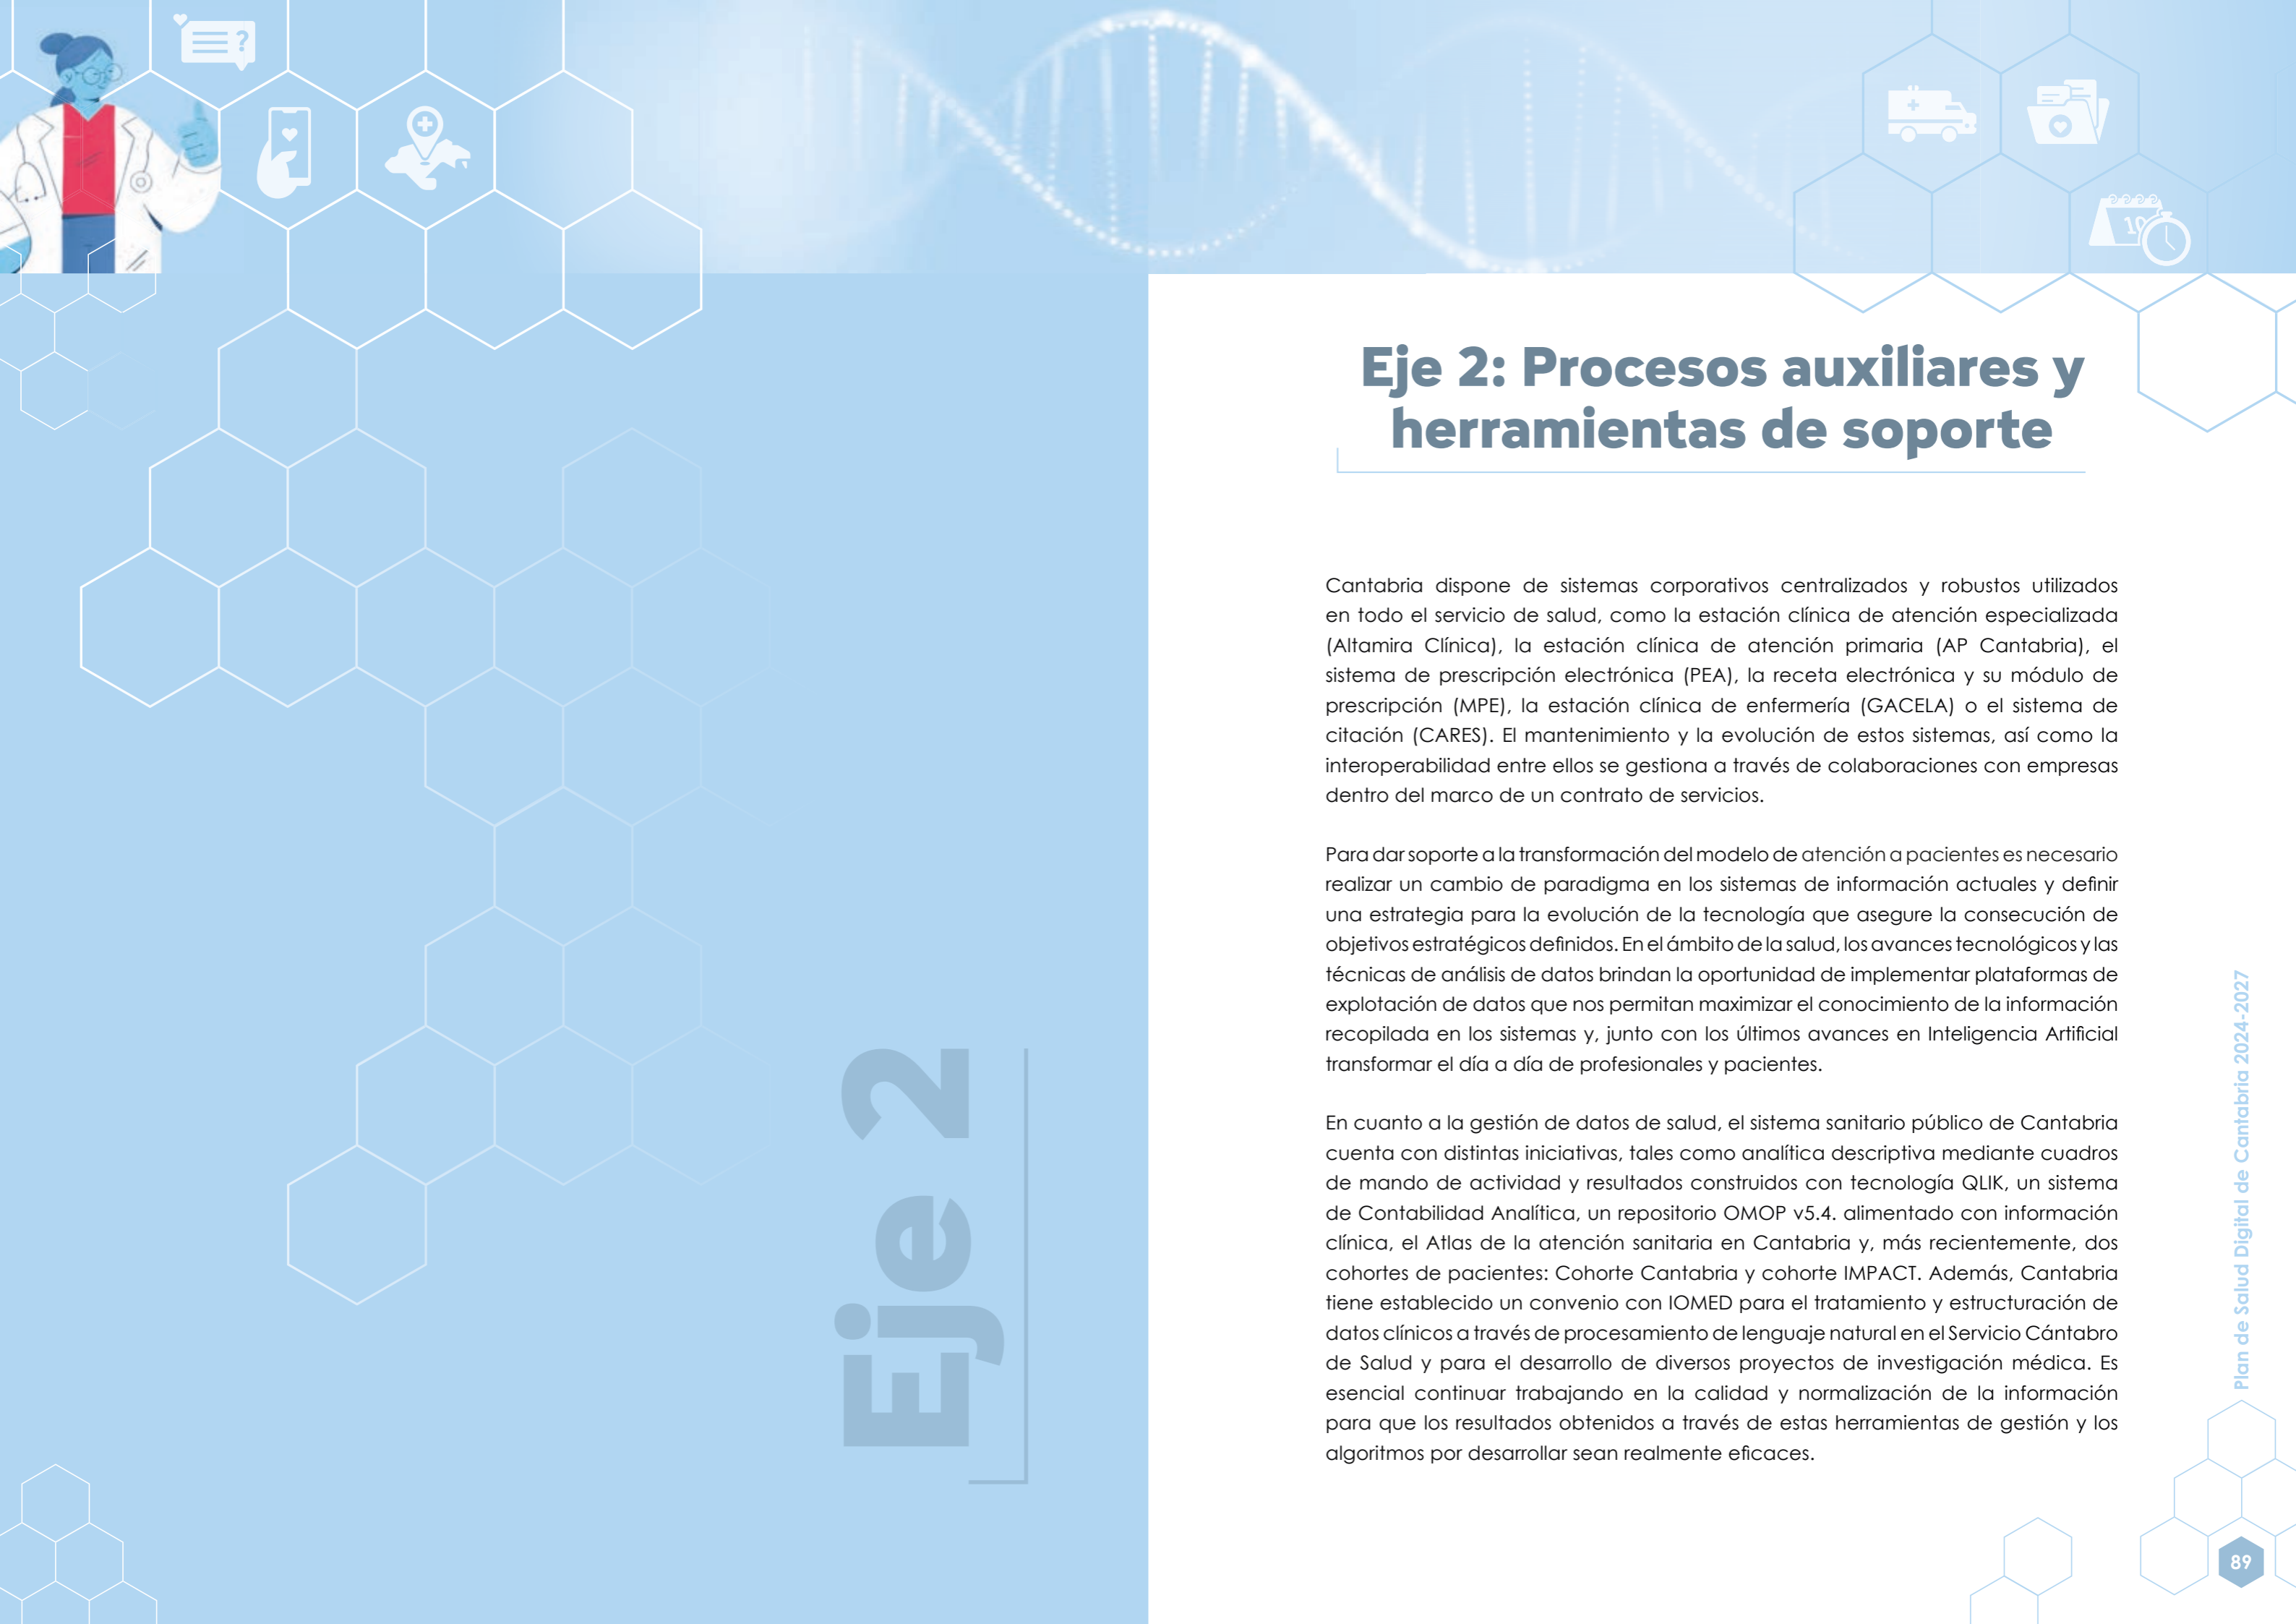 ?
10
Eje 2
Eje 2: Procesos auxiliares y
herramientas de soporte
Cantabria dispone de sistemas corporativos centralizados y robustos utilizados
en todo el servicio de salud, como la estación clínica de atención especializada
(Altamira Clínica), la estación clínica de atención primaria (AP Cantabria), el
sistema de prescripción electrónica (PEA), la receta electrónica y su módulo de
prescripción (MPE), la estación clínica de enfermería (GACELA) o el sistema de
citación (CARES). El mantenimiento y la evolución de estos sistemas, así como la
interoperabilidad entre ellos se gestiona a través de colaboraciones con empresas
dentro del marco de un contrato de servicios.
Para dar soporte a la transformación del modelo de atención a pacientes es necesario
realizar un cambio de paradigma en los sistemas de información actuales y definir
una estrategia para la evolución de la tecnología que asegure la consecución de
objetivos estratégicos definidos. En el ámbito de la salud, los avances tecnológicos y las
técnicas de análisis de datos brindan la oportunidad de implementar plataformas de
explotación de datos que nos permitan maximizar el conocimiento de la información
recopilada en los sistemas y, junto con los últimos avances en Inteligencia Artificial
transformar el día a día de profesionales y pacientes.
En cuanto a la gestión de datos de salud, el sistema sanitario público de Cantabria
cuenta con distintas iniciativas, tales como analítica descriptiva mediante cuadros
de mando de actividad y resultados construidos con tecnología QLIK, un sistema
de Contabilidad Analítica, un repositorio OMOP v5.4. alimentado con información
clínica, el Atlas de la atención sanitaria en Cantabria y, más recientemente, dos
cohortes de pacientes: Cohorte Cantabria y cohorte IMPACT. Además, Cantabria
tiene establecido un convenio con IOMED para el tratamiento y estructuración de
datos clínicos a través de procesamiento de lenguaje natural en el Servicio Cántabro
de Salud y para el desarrollo de diversos proyectos de investigación médica. Es
esencial continuar trabajando en la calidad y normalización de la información
para que los resultados obtenidos a través de estas herramientas de gestión y los
algoritmos por desarrollar sean realmente eficaces.
Plan de Salud Digital de Cantabria 2024-2027
89